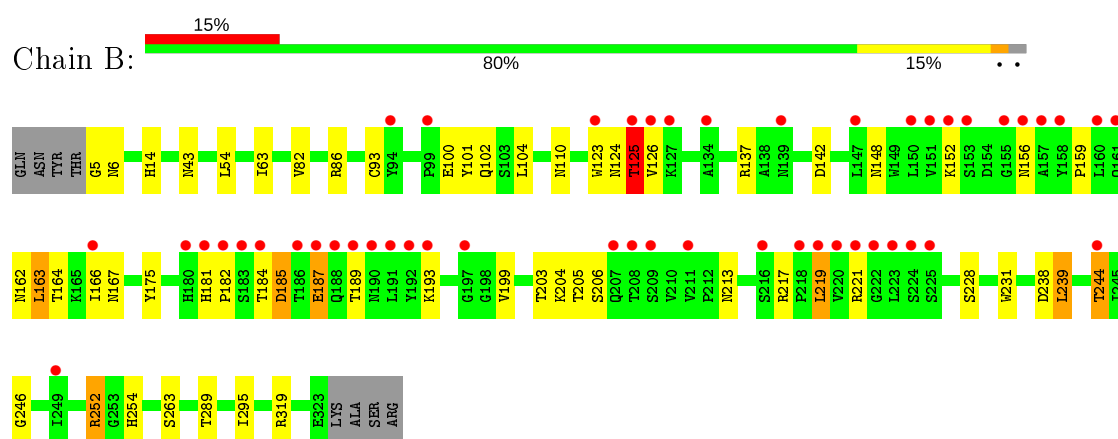 15%
Chain B:
80% 15% • •
GLN ASN TYR THR G5 N6 H14 N43 L54 I63 V82 R86 C93 Y94 P99 E100 Y101 Q102 S103 L104 N110 W123 N124 T125 V126 K127 A134 R137 A138 N139 D142 L147 N148 W149 L150 V151 K152 S153 D154 G155 N156 A157 Y158 P159 L160 Q161
N162 L163 T164 K165 I166 N167 Y175 H180 H181 P182 S183 T184 D185 T186 E187 Q188 T189 N190 L191 Y192 K193 G197 G198 V199 T203 K204 T205 S206 Q207 T208 S209 V210 V211 P212 N213 S216 R217 P218 L219 V220 R221 G222 L223 S224 S225 S228 W231 D238 L239 T244 I245
G246 I249 R252 G253 H254 S263 T289 I295 R319 E323 LYS ALA SER ARG